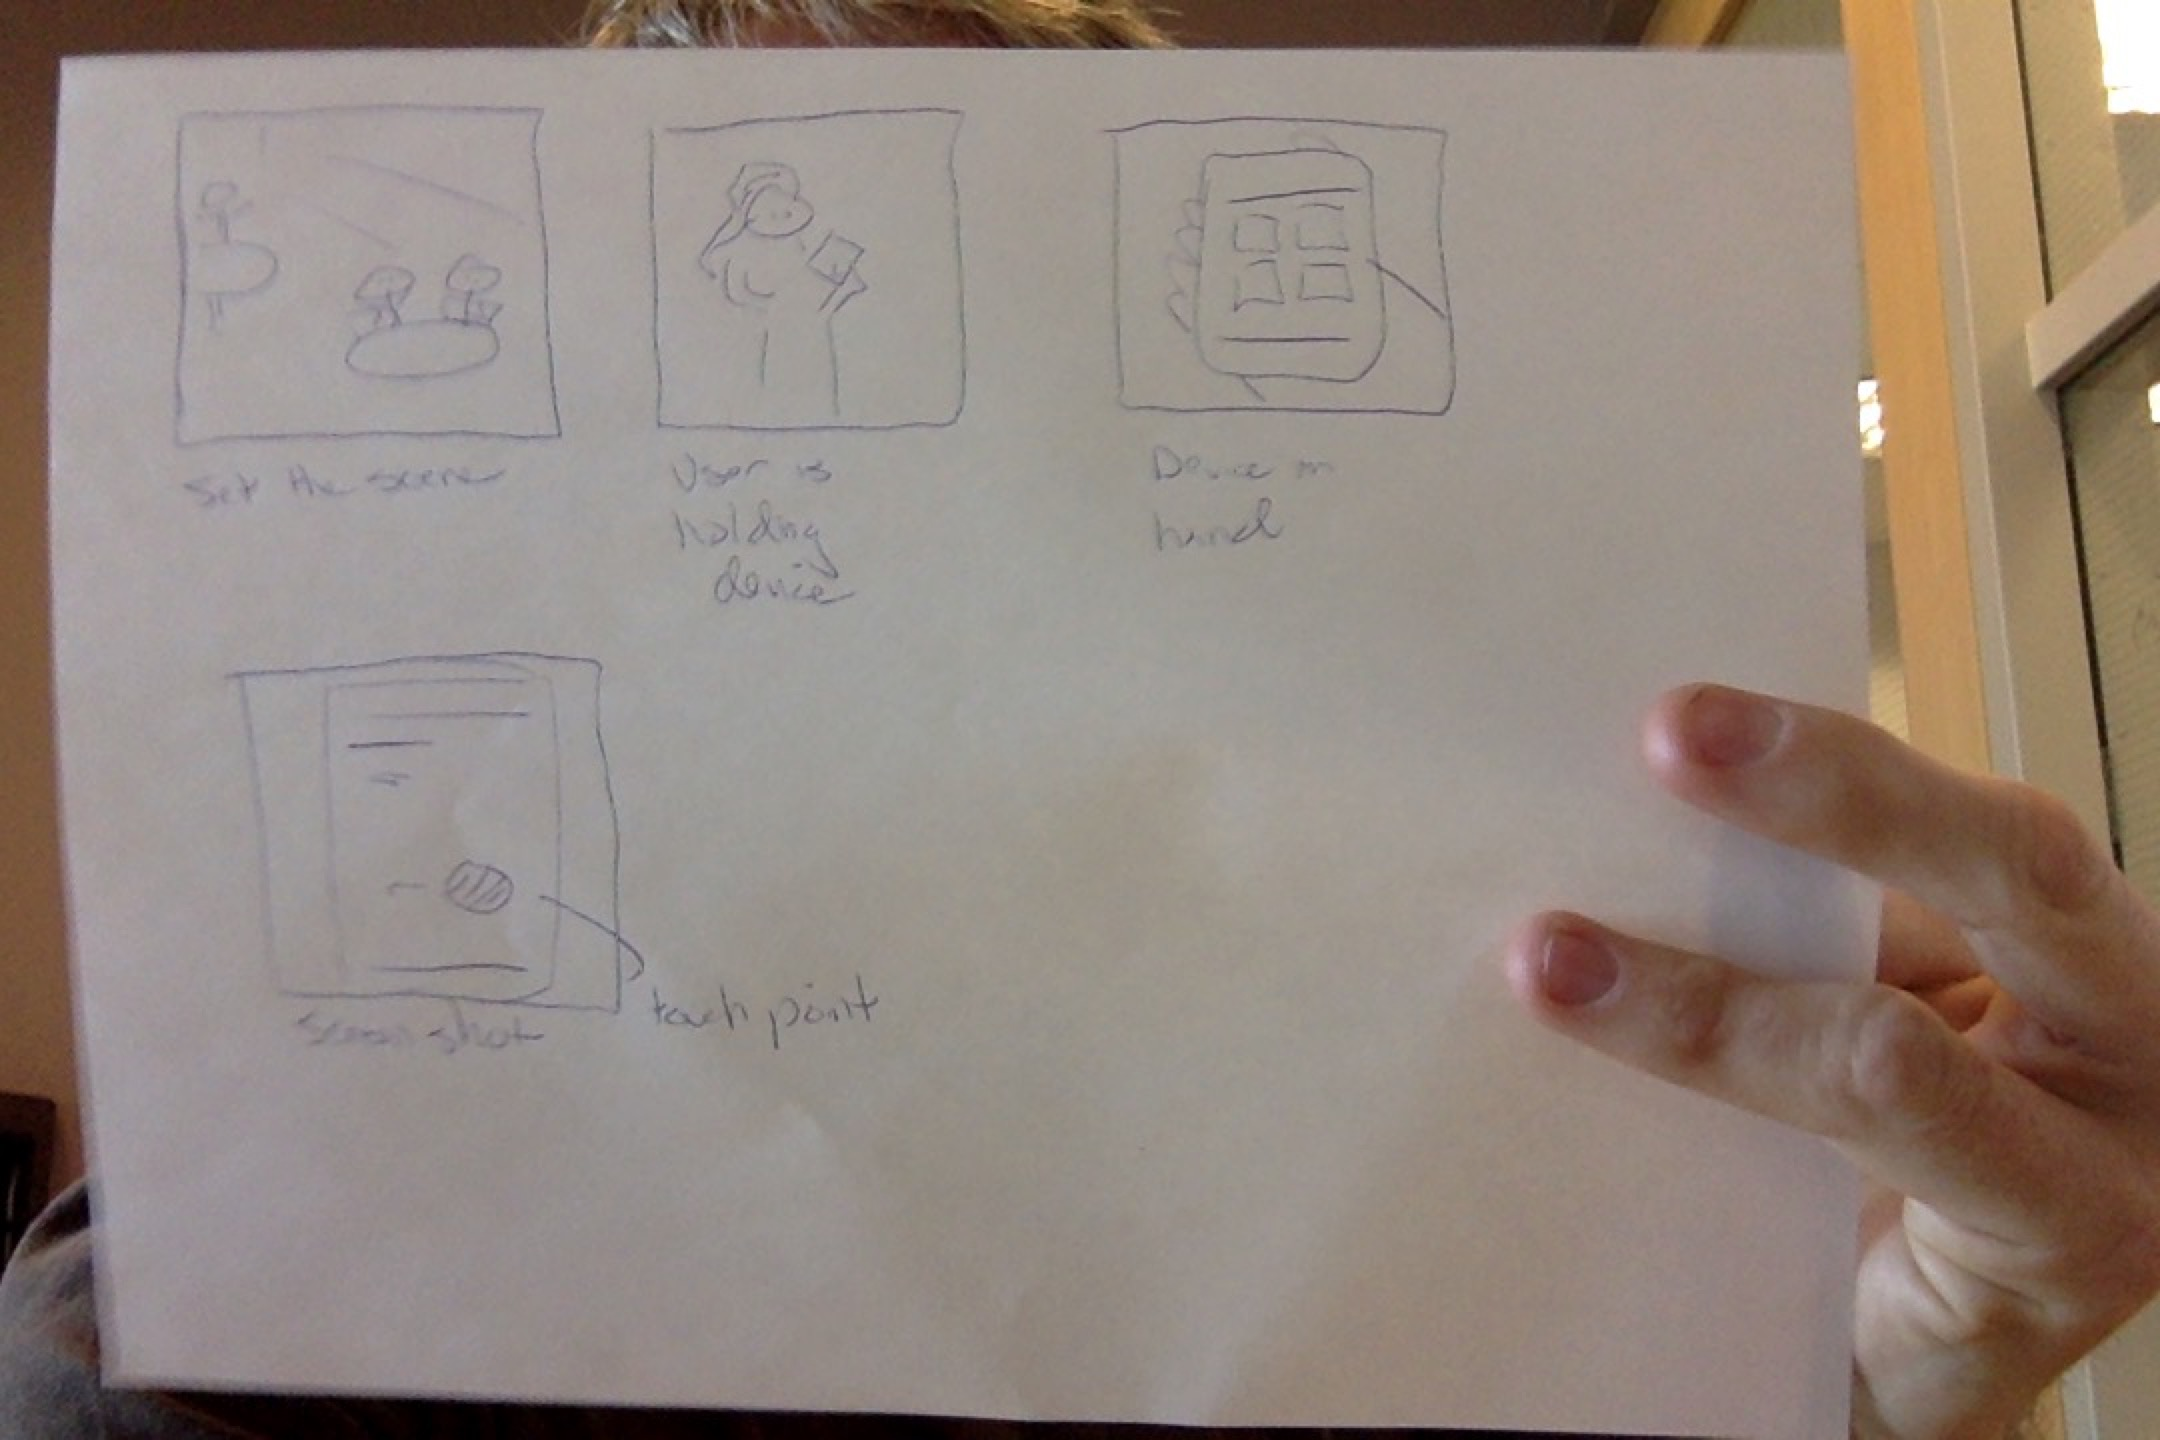 Set the scene
User is
holding
device
Device in
hand
Screen shot
touch point